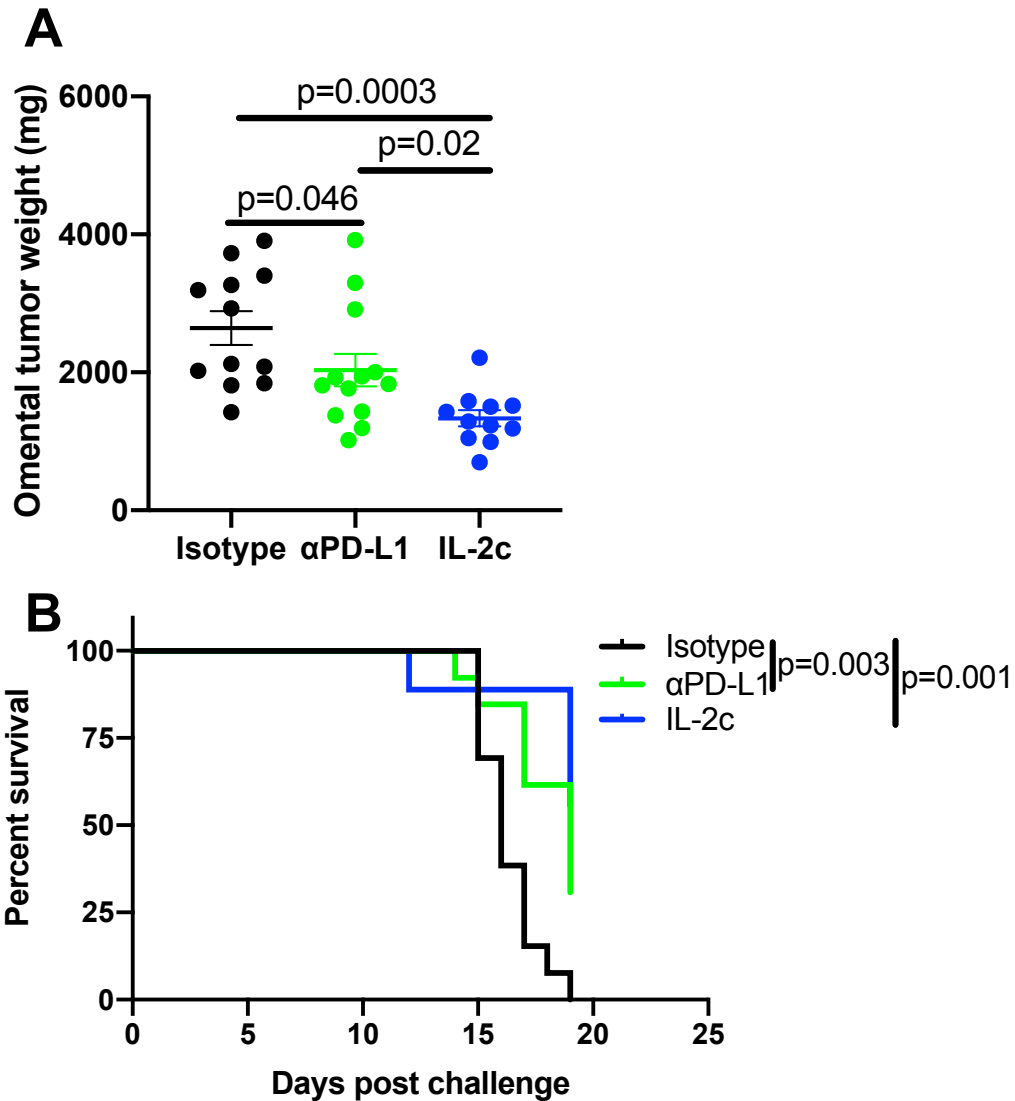 A
Omental tumor weight (mg)
6000
4000
2000
0
p=0.0003
p=0.02
p=0.046
Isotype αPD-L1 IL-2c
B
Percent survival
100
75
50
25
0
Isotype
αPD-L1
IL-2c
p=0.003
p=0.001
0 5 10 15 20 25
Days post challenge